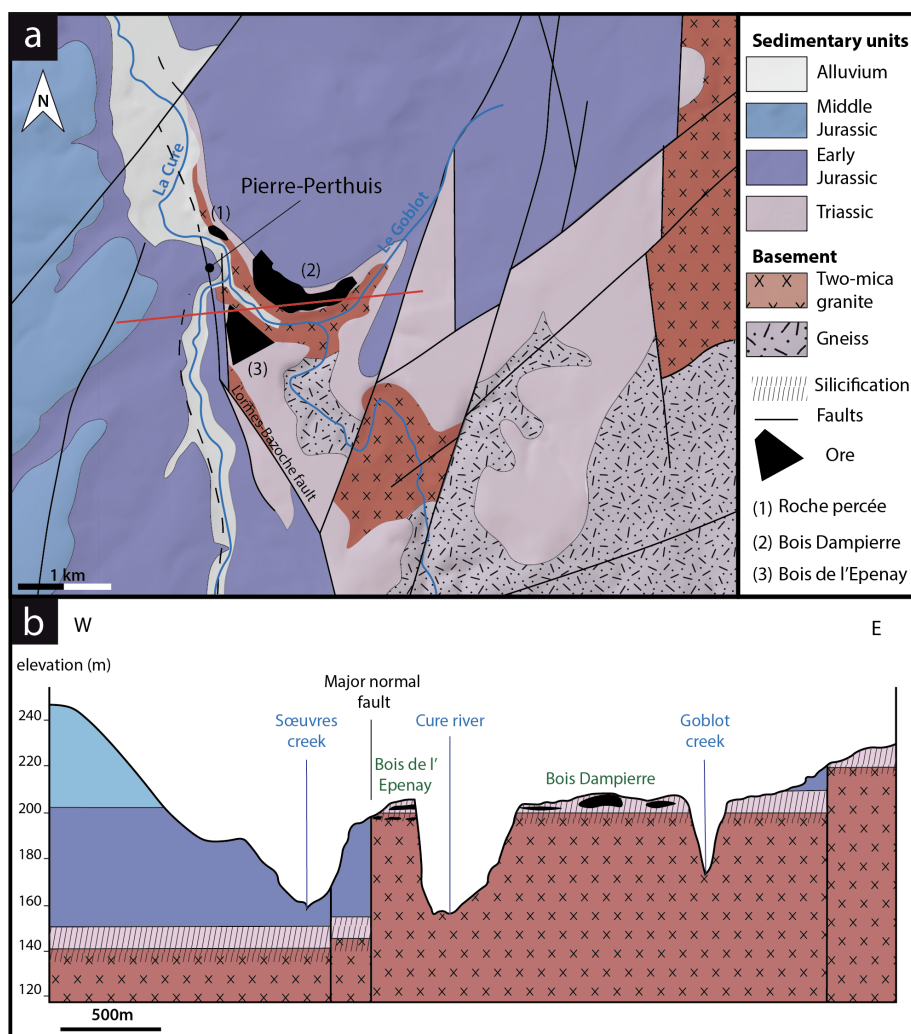 a
N
La Cure
Pierre-Perthuis
(1)
(2)
Le Goblot
(3)
L'ormes Bazoche fault
1 km
Sedimentary units
Alluvium
Middle
Jurassic
Early
Jurassic
Triassic
Basement
Two-mica
granite
Gneiss
Silicification
Faults
Ore
(1) Roche percée
(2) Bois Dampierre
(3) Bois de l'Epenay
b
W
E
elevation (m)
Major normal
fault
Sœuvres
creek
Cure river
Goblot
creek
Bois de l'
Epenay
Bois Dampierre
240
220
200
180
160
140
120
500m